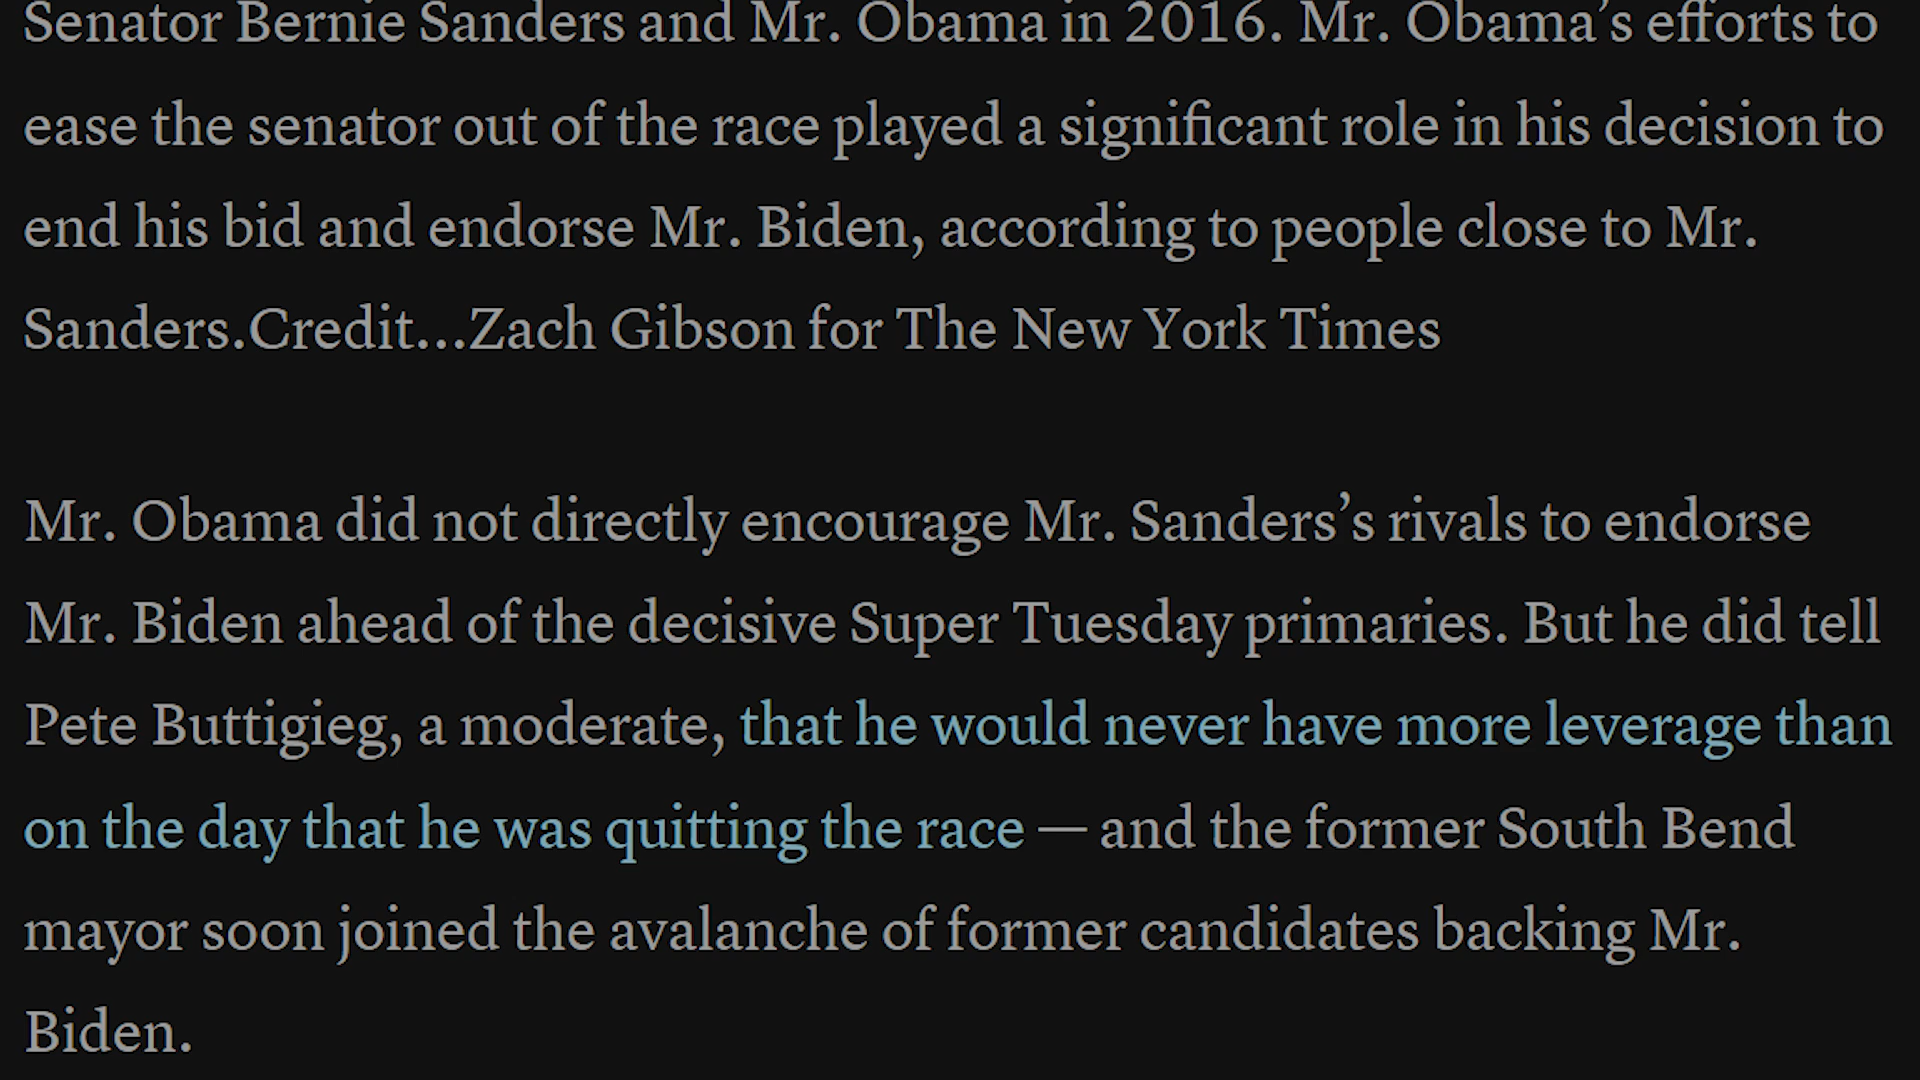 Senator Bernie Sanders and Mr. Obama in 2016. Mr. Obama’s efforts to
ease the senator out of the race played a significant role in his decision to
end his bid and endorse Mr. Biden, according to people close to Mr.
Sanders.Credit...Zach Gibson for The New York Times
Mr. Obama did not directly encourage Mr. Sanders’s rivals to endorse
Mr. Biden ahead of the decisive Super Tuesday primaries. But he did tell
Pete Buttigieg, a moderate, that he would never have more leverage than
on the day that he was quitting the race — and the former South Bend
mayor soon joined the avalanche of former candidates backing Mr.
Biden.